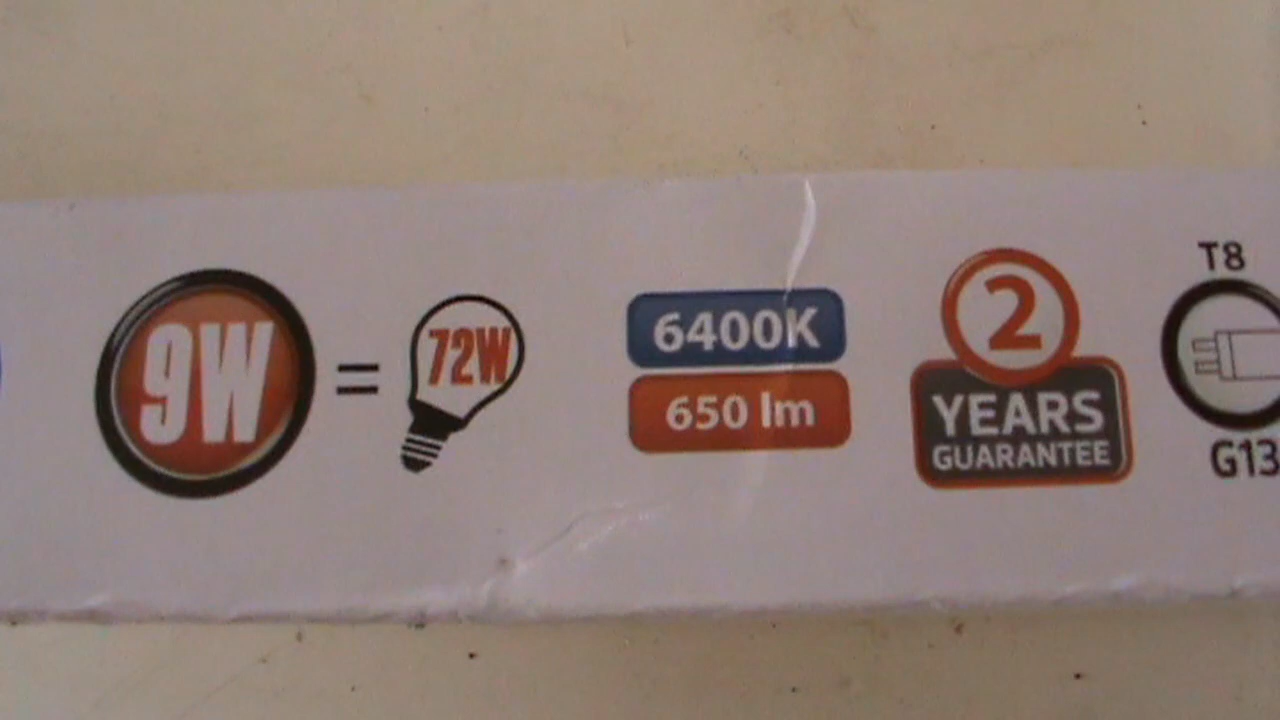 9W = 72W
6400K
650 lm
2
YEARS
GUARANTEE
T8
G13